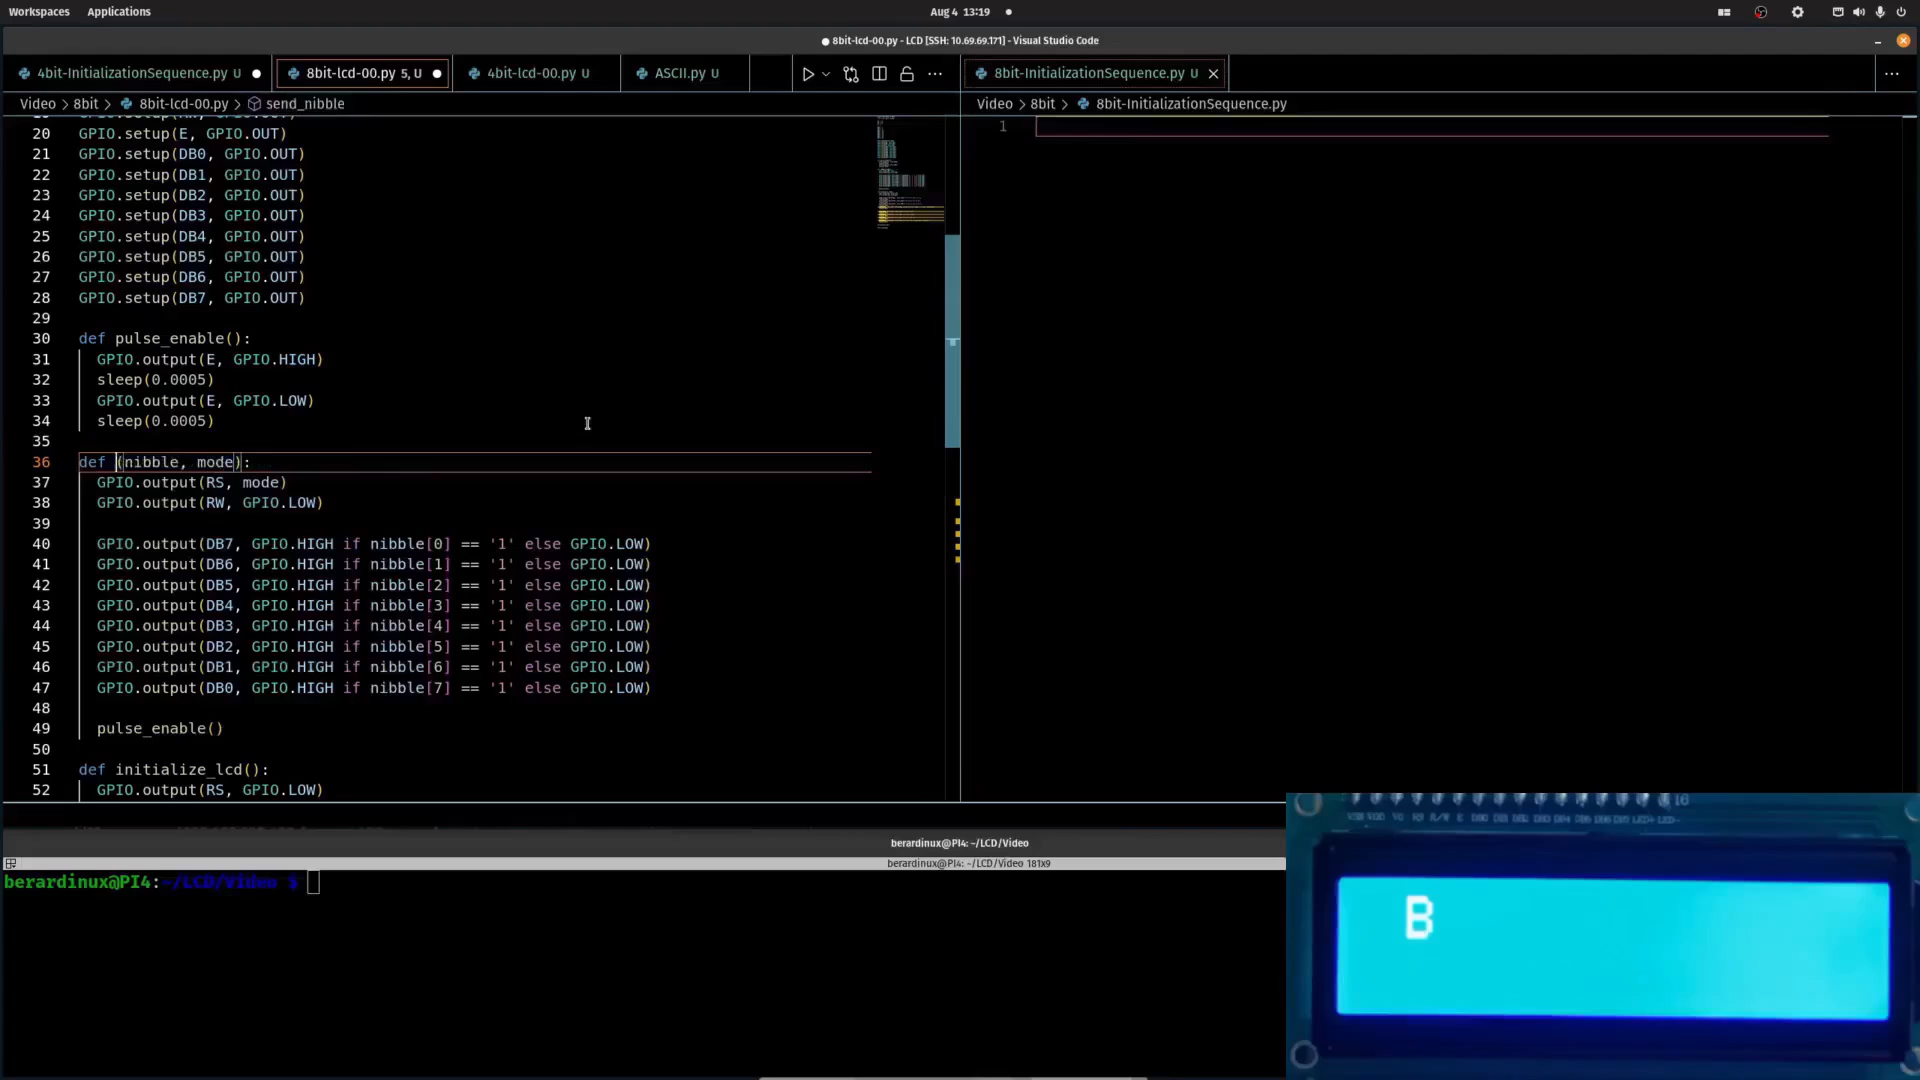 Workspaces Applications Aug 4 13:19
8bit-lcd-00.py - LCD [SSH: 10.69.69.171] - Visual Studio Code
4bit-InitializationSequence.py U 8bit-lcd-00.py 5, U 4bit-lcd-00.py U ASCII.py U 8bit-InitializationSequence.py U
Video > 8bit > 8bit-lcd-00.py > send_nibble
Video > 8bit > 8bit-InitializationSequence.py
1
20 GPIO.setup(E, GPIO.OUT)
21 GPIO.setup(DB0, GPIO.OUT)
22 GPIO.setup(DB1, GPIO.OUT)
23 GPIO.setup(DB2, GPIO.OUT)
24 GPIO.setup(DB3, GPIO.OUT)
25 GPIO.setup(DB4, GPIO.OUT)
26 GPIO.setup(DB5, GPIO.OUT)
27 GPIO.setup(DB6, GPIO.OUT)
28 GPIO.setup(DB7, GPIO.OUT)
29
30 def pulse_enable():
31 GPIO.output(E, GPIO.HIGH)
32 sleep(0.0005)
33 GPIO.output(E, GPIO.LOW)
34 sleep(0.0005)
35
36 def (nibble, mode):
37 GPIO.output(RS, mode)
38 GPIO.output(RW, GPIO.LOW)
39
40 GPIO.output(DB7, GPIO.HIGH if nibble[0] == '1' else GPIO.LOW)
41 GPIO.output(DB6, GPIO.HIGH if nibble[1] == '1' else GPIO.LOW)
42 GPIO.output(DB5, GPIO.HIGH if nibble[2] == '1' else GPIO.LOW)
43 GPIO.output(DB4, GPIO.HIGH if nibble[3] == '1' else GPIO.LOW)
44 GPIO.output(DB3, GPIO.HIGH if nibble[4] == '1' else GPIO.LOW)
45 GPIO.output(DB2, GPIO.HIGH if nibble[5] == '1' else GPIO.LOW)
46 GPIO.output(DB1, GPIO.HIGH if nibble[6] == '1' else GPIO.LOW)
47 GPIO.output(DB0, GPIO.HIGH if nibble[7] == '1' else GPIO.LOW)
48
49 pulse_enable()
50
51 def initialize_lcd():
52 GPIO.output(RS, GPIO.LOW)
berardinux@PI4: ~/LCD/Video
berardinux@PI4: ~/LCD/Video 181x9
berardinux@PI4:~/LCD/Video $
16
B